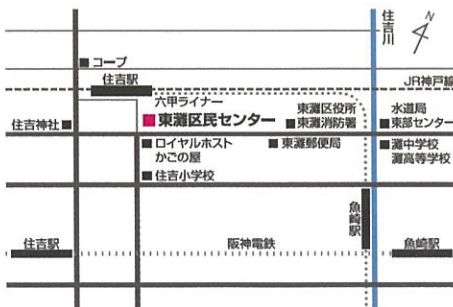 住吉川
N
コープ
住吉駅
JR神戸線
六甲ライナー
東灘区民センター
東灘区役所
東灘消防署
水道局
東部センター
住吉神社
ロイヤルホスト
かごの屋
東灘郵便局
灘中学校
灘高等学校
住吉小学校
魚崎駅
住吉駅
阪神電鉄
魚崎駅